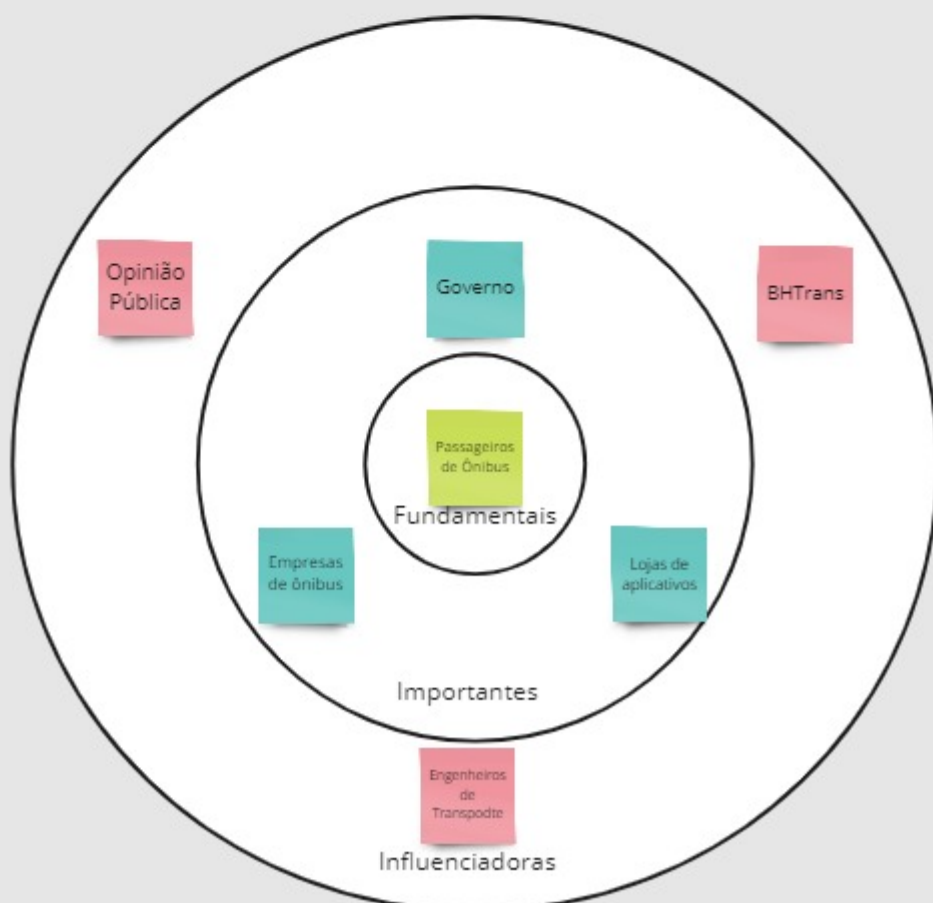 Opinião
Pública
Governo
BHTrans
Passageiros
de Ônibus
Fundamentais
Empresas
de ônibus
Lojas de
aplicativos
Importantes
Engenheiros
de
Transpodte
Influenciadoras